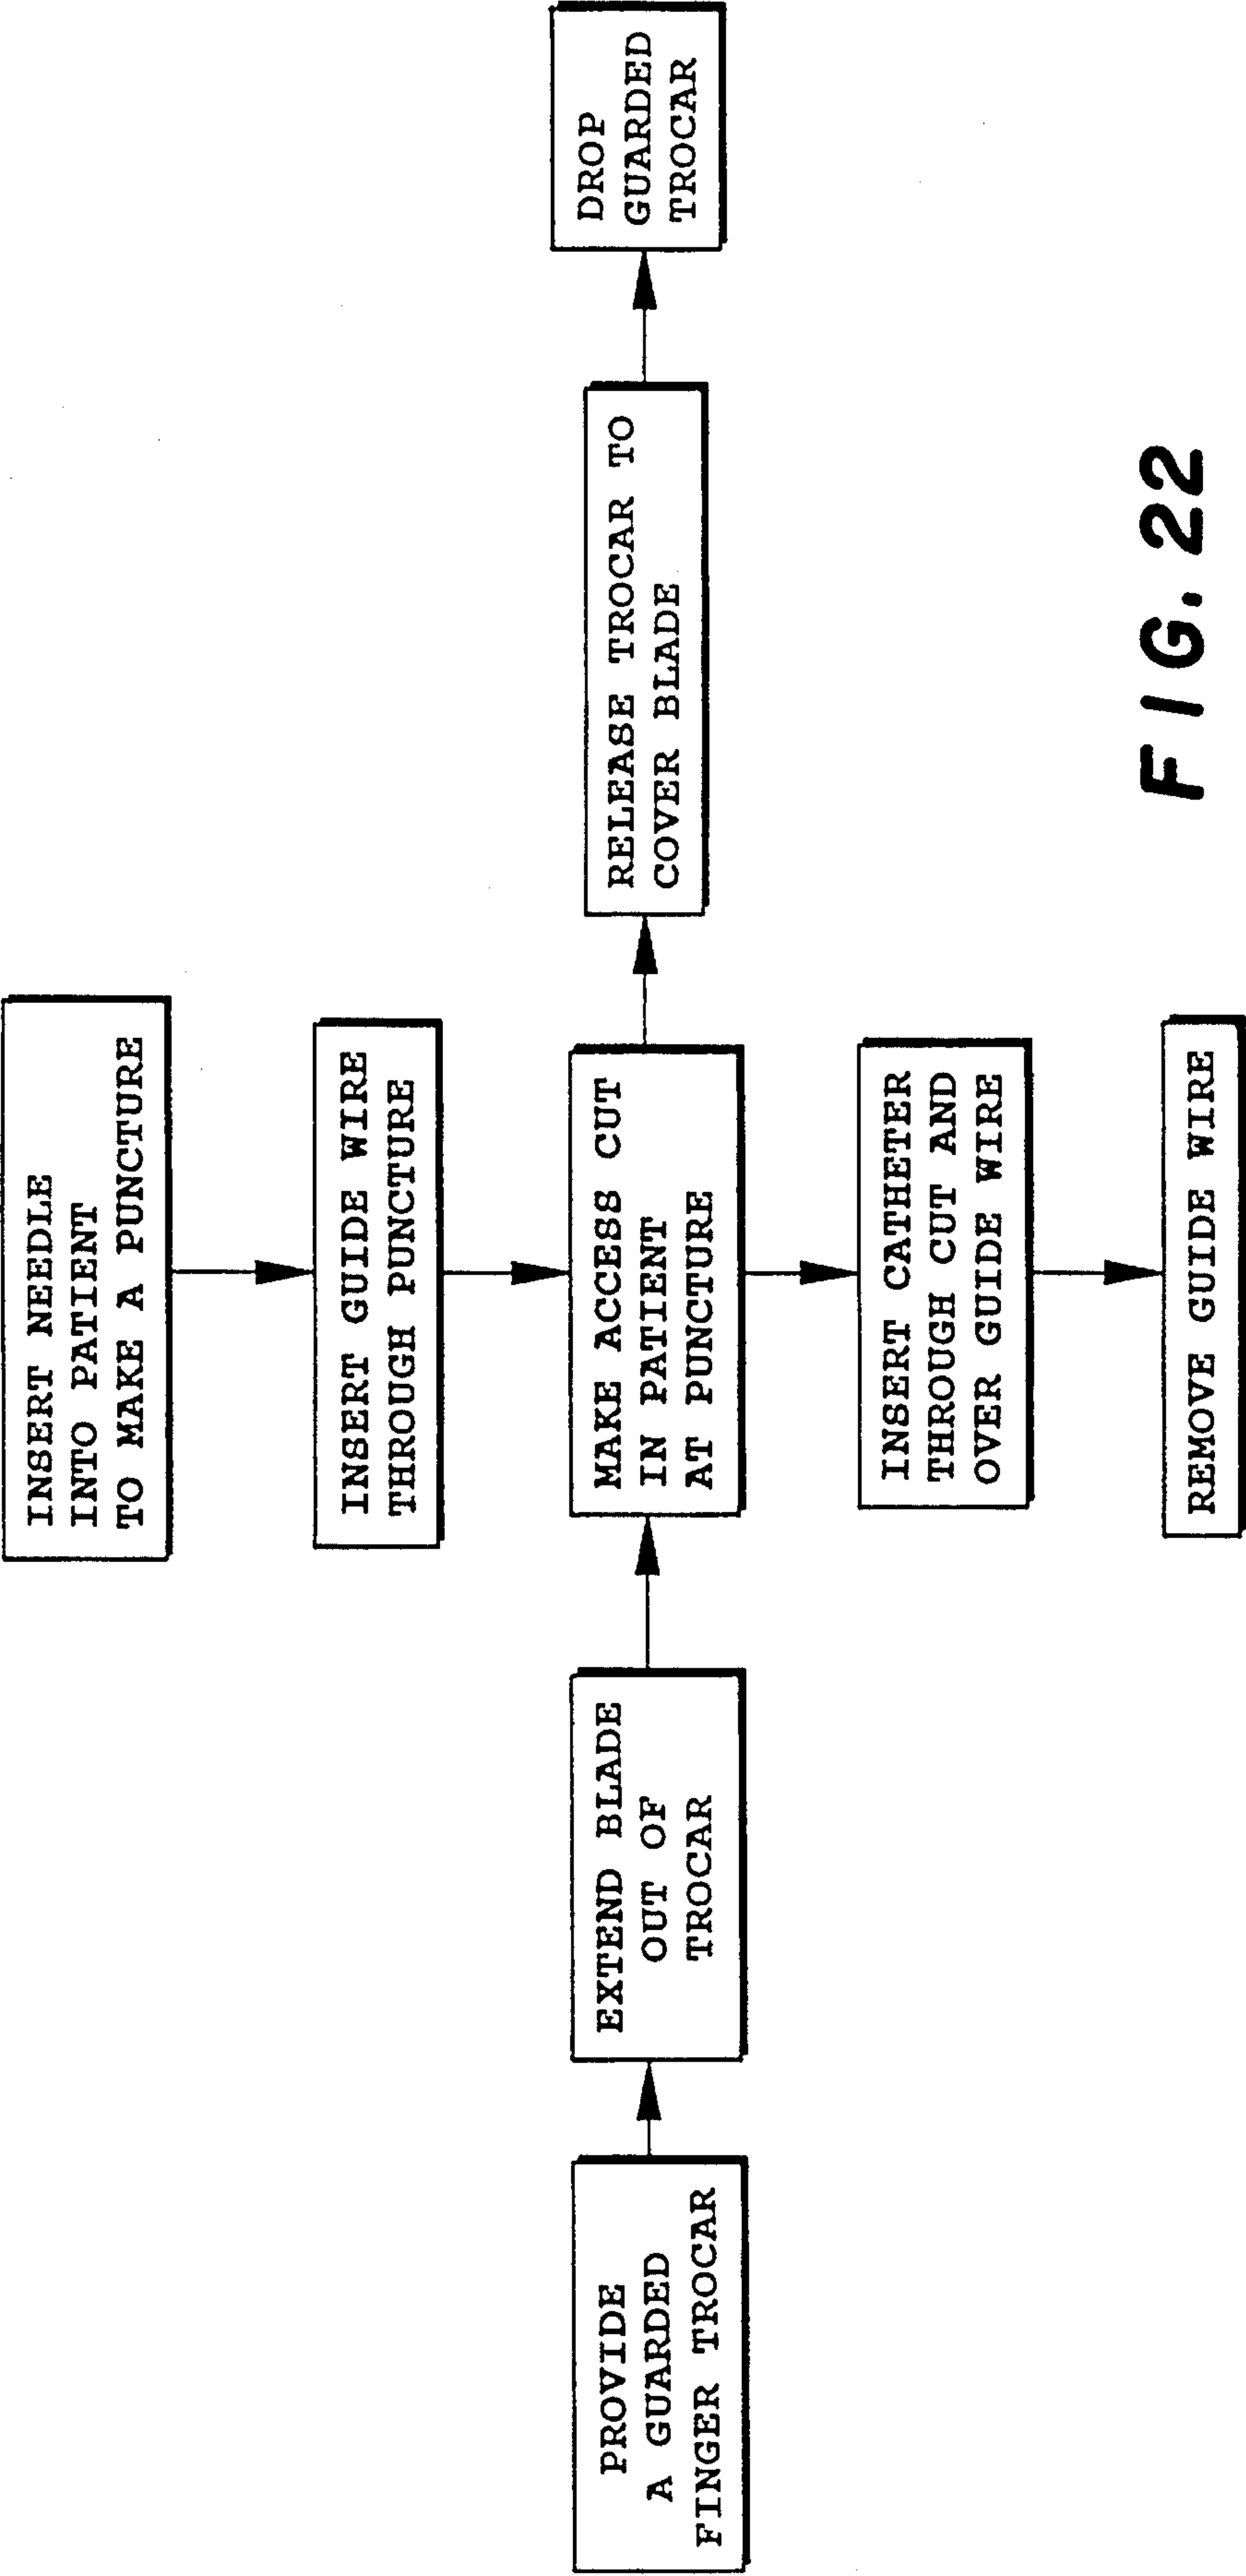 INSERT NEEDLE
INTO PATIENT
TO MAKE A PUNCTURE
INSERT GUIDE WIRE
THROUGH PUNCTURE
PROVIDE
A GUARDED
FINGER TROCAR
EXTEND BLADE
OUT OF
TROCAR
MAKE ACCESS CUT
IN PATIENT
AT PUNCTURE
RELEASE TROCAR TO
COVER BLADE
DROP
GUARDED
TROCAR
INSERT CATHETER
THROUGH CUT AND
OVER GUIDE WIRE
REMOVE GUIDE WIRE
FIG. 22